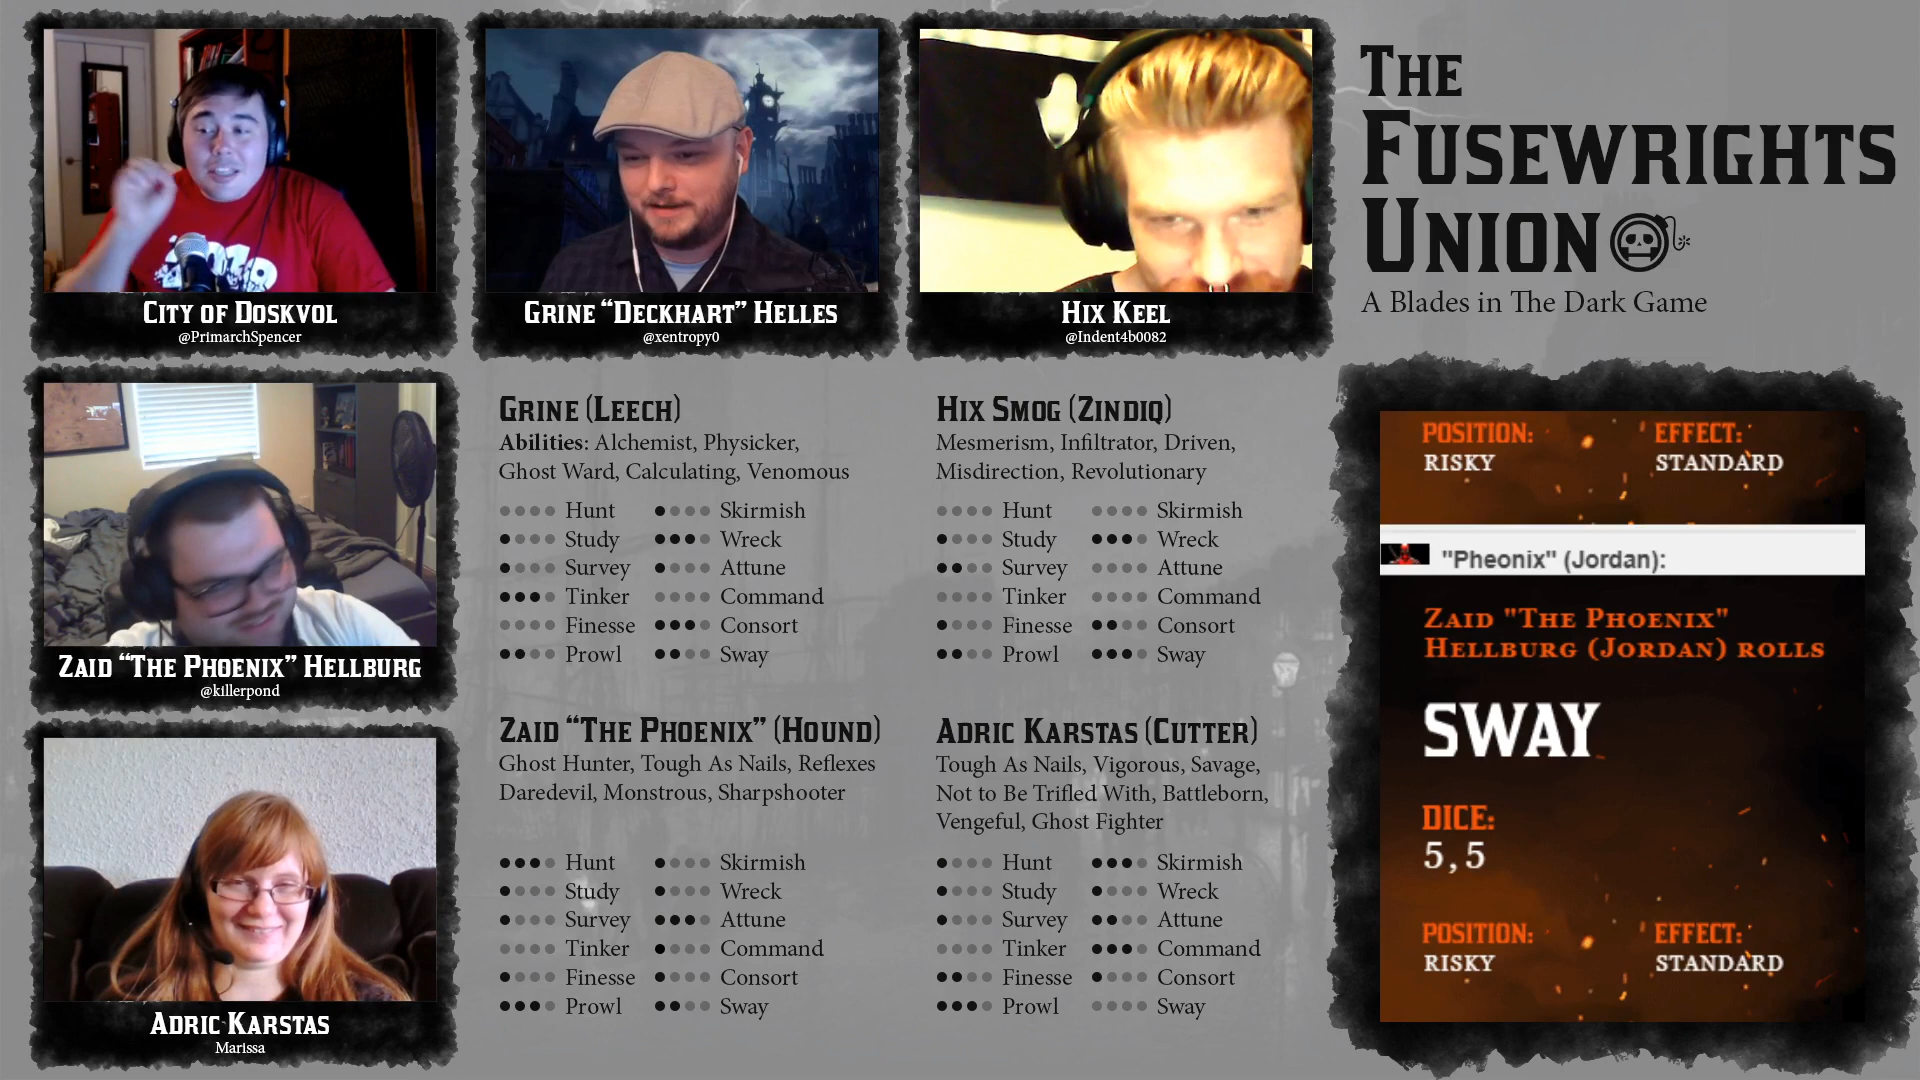 The
Fusewrights
Union
A Blades in The Dark Game
City of Doskvol
@PrimarchSpencer
Grine “Deckhart” Helles
@xentropy0
Hix Keel
@Indent4b0082
Zaid “The Phoenix” Hellburg
@killerpond
Adric Karstas
Marissa
Grine (Leech)
Abilities: Alchemist, Physicker,
Ghost Ward, Calculating, Venomous
Hunt Skirmish
Study Wreck
Survey Attune
Tinker Command
Finesse Consort
Prowl Sway
Hix Smog (Zindiq)
Mesmerism, Infiltrator, Driven,
Misdirection, Revolutionary
Hunt Skirmish
Study Wreck
Survey Attune
Tinker Command
Finesse Consort
Prowl Sway
Zaid “The Phoenix” (Hound)
Ghost Hunter, Tough As Nails, Reflexes
Daredevil, Monstrous, Sharpshooter
Hunt Skirmish
Study Wreck
Survey Attune
Tinker Command
Finesse Consort
Prowl Sway
Adric Karstas (Cutter)
Tough As Nails, Vigorous, Savage,
Not to Be Trifled With, Battleborn,
Vengeful, Ghost Fighter
Hunt Skirmish
Study Wreck
Survey Attune
Tinker Command
Finesse Consort
Prowl Sway
POSITION: EFFECT:
RISKY STANDARD
"Pheonix" (Jordan):
Zaid "The Phoenix"
Hellburg (Jordan) rolls
SWAY
DICE:
5,5
POSITION: EFFECT:
RISKY STANDARD